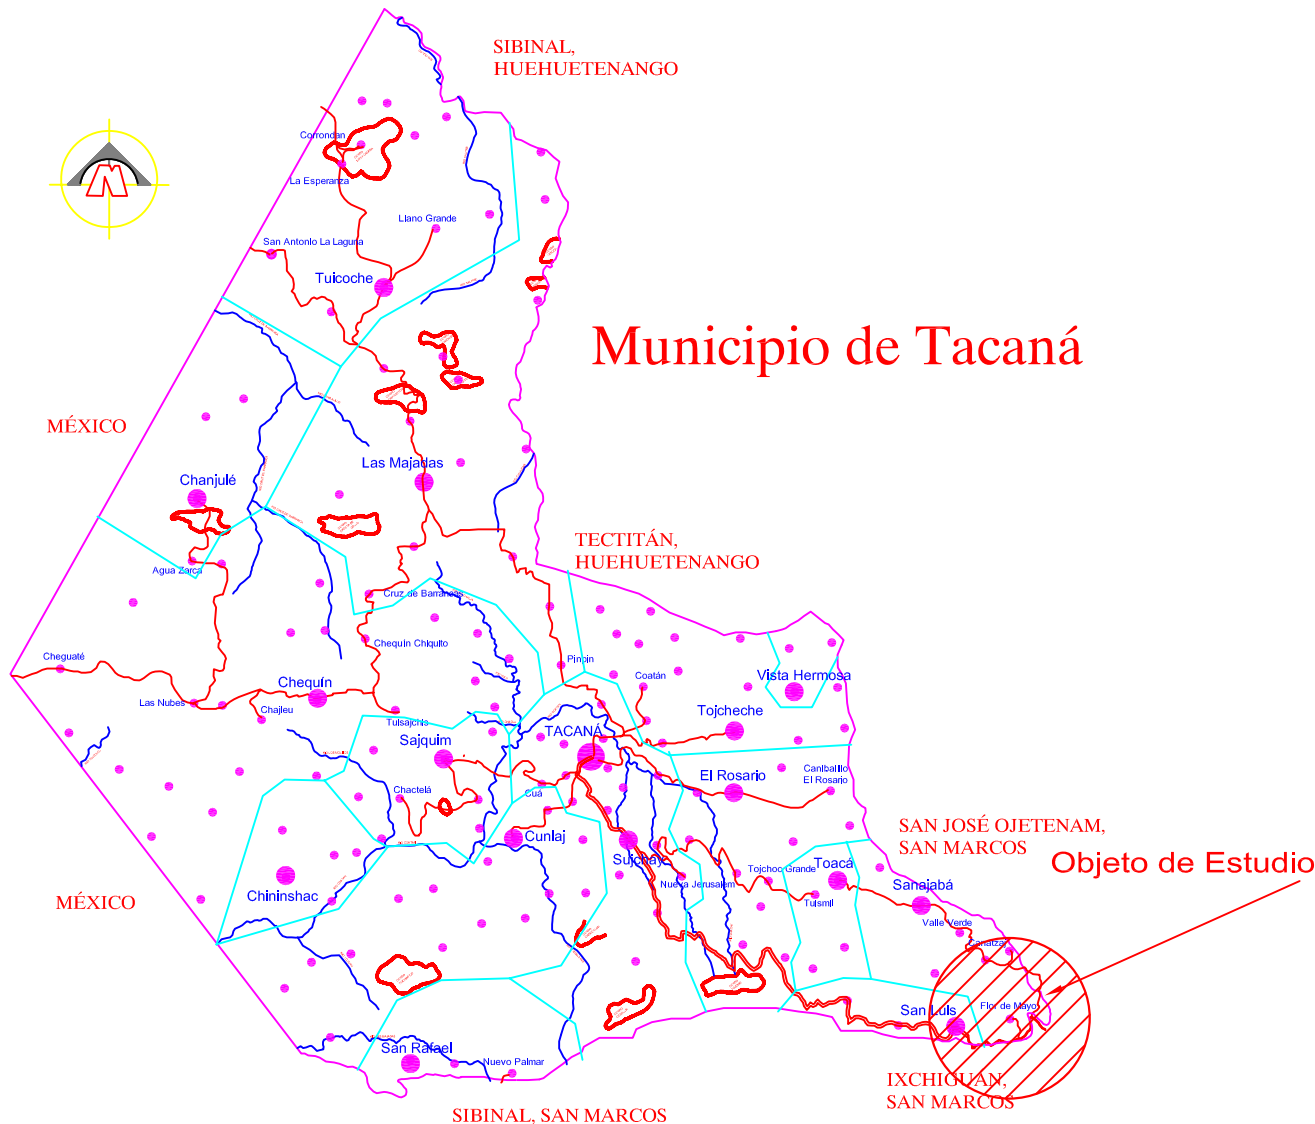 SIBINAL,
HUEHUETENANGO
Corrondan
La Esperanza
Llano Grande
San Antonio La Laguna
Tuicoche
Municipio de Tacaná
MÉXICO
Las Majadas
Chanjulé
TECTITÁN,
HUEHUETENANGO
Agua Zarca
Cruz de Barrancas
Chequín Chiquito
Cheguaté
Pinpin
Coatán
Vista Hermosa
Chequín
Las Nubes
Chajleu
Tojcheche
TACANÁ
Sajquim
El Rosario
Canibalillo
El Rosario
Chactelá
Cuá
SAN JOSÉ OJETENAM,
SAN MARCOS
Cunlaj
Sujchay
Objeto de Estudio
Tojchoc Grande
Toacá
Nueva Jerusalem
Sanajabá
Chininshac
MÉXICO
Tuismil
Valle Verde
Canatzaj
San Luis
Flor de Mayo
San Rafael
Nuevo Palmar
IXCHIGUAN,
SAN MARCOS
SIBINAL, SAN MARCOS